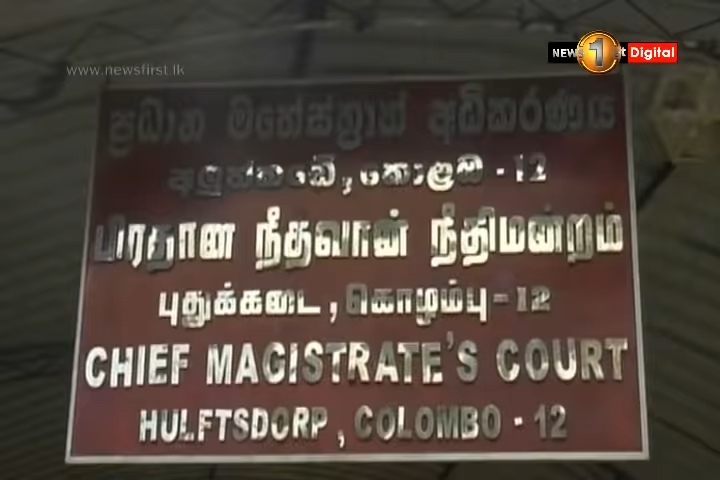 www.newsfirst.lk
NEWS 1st Digital
ප්‍රධාන මහේස්ත්‍රාත් අධිකරණය
අලුත්කඩේ, කොළඹ - 12
பிரதான நீதவான் நீதிமன்றம்
புதுக்கடை, கொழும்பு - 12
CHIEF MAGISTRATE'S COURT
HULFTSDORP, COLOMBO - 12